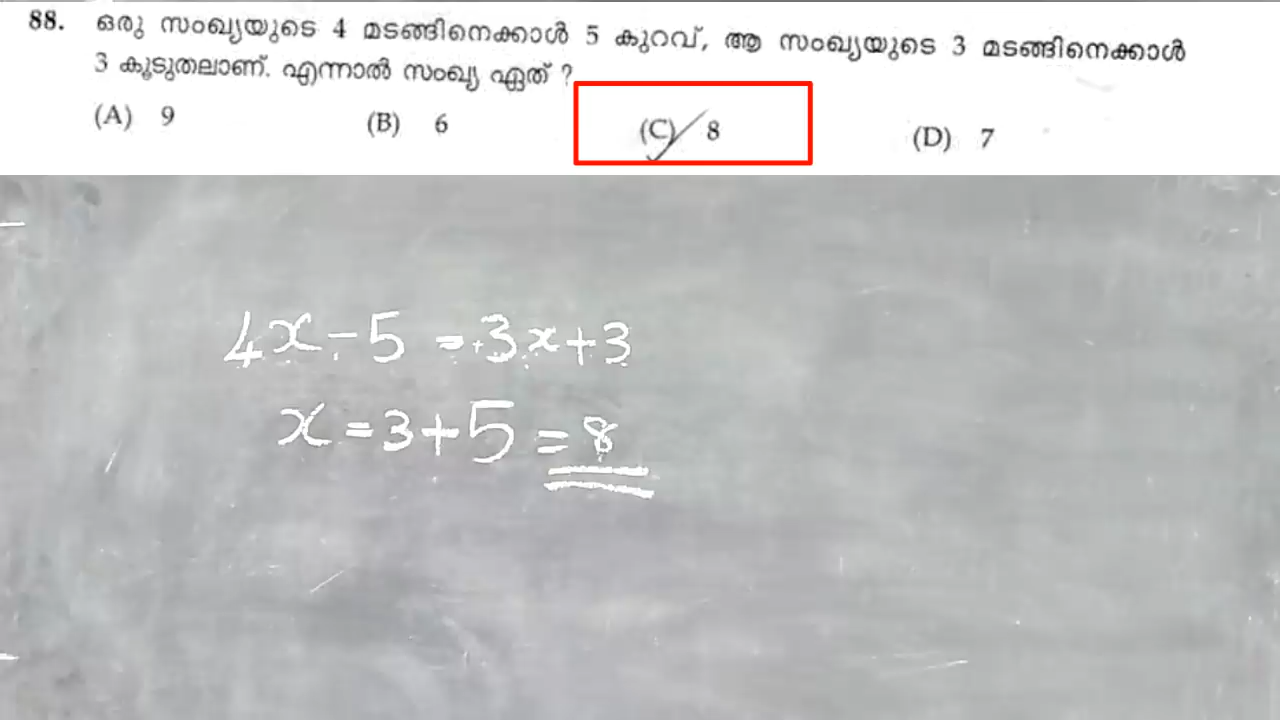 88. ഒരു സംഖ്യയുടെ 4 മടങ്ങിനെക്കാൾ 5 കുറവ്, ആ സംഖ്യയുടെ 3 മടങ്ങിനെക്കാൾ
3 കൂടുതലാണ്. എന്നാൽ സംഖ്യ ഏത് ?
(A) 9 (B) 6 (C) 8 (D) 7
4x-5 = 3x+3
x = 3+5 = 8